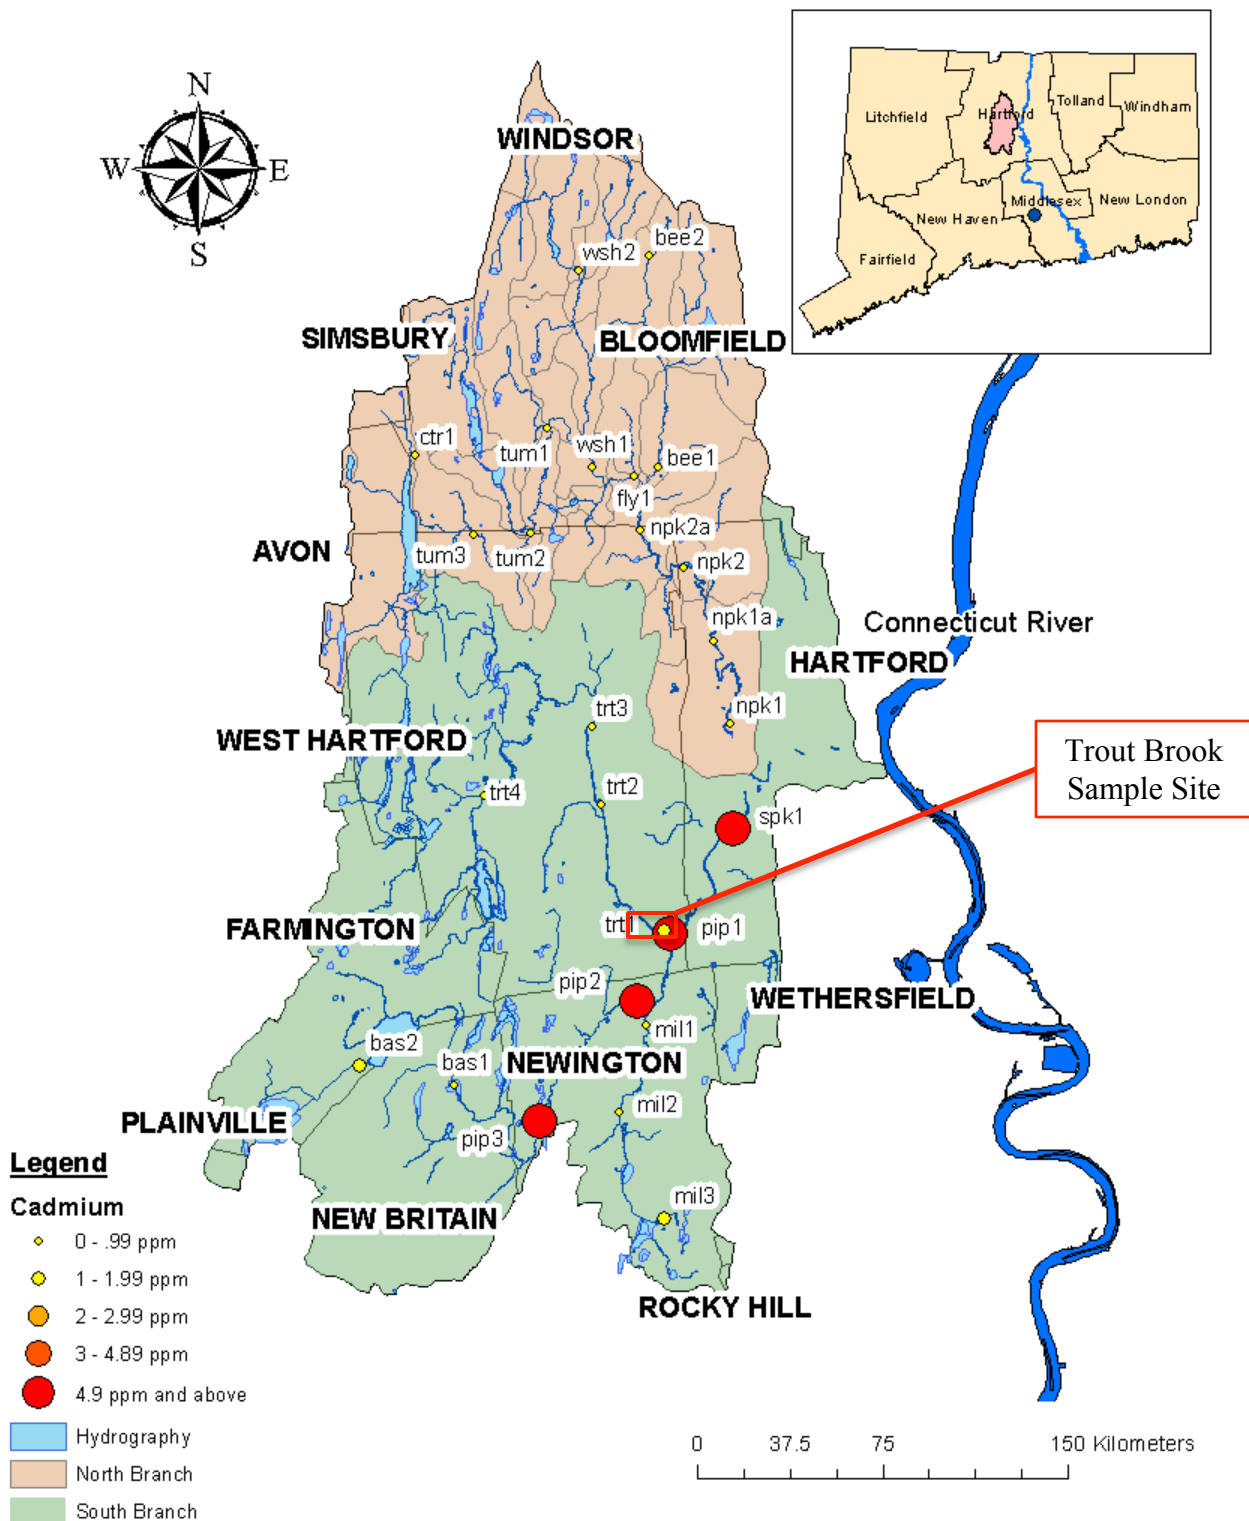 N
W
E
S
WINDSOR
Litchfield
Hartford
Tolland
Windham
Middlesex
New London
New Haven
Fairfield
bee2
wsh2
SIMSBURY
BLOOMFIELD
ctr1
tum1
wsh1
bee1
fly1
npk2a
AVON
tum3
tum2
npk2
npk1a
Connecticut River
HARTFORD
npk1
trt3
WEST HARTFORD
Trout Brook
Sample Site
trt4
trt2
spk1
FARMINGTON
trt1
pip1
pip2
WETHERSFIELD
mil1
bas2
bas1
NEWINGTON
mil2
PLAINVILLE
pip3
mil3
NEW BRITAIN
ROCKY HILL
Legend
Cadmium
0 - .99 ppm
1 - 1.99 ppm
2 - 2.99 ppm
3 - 4.89 ppm
4.9 ppm and above
Hydrography
North Branch
South Branch
0 37.5 75 150 Kilometers